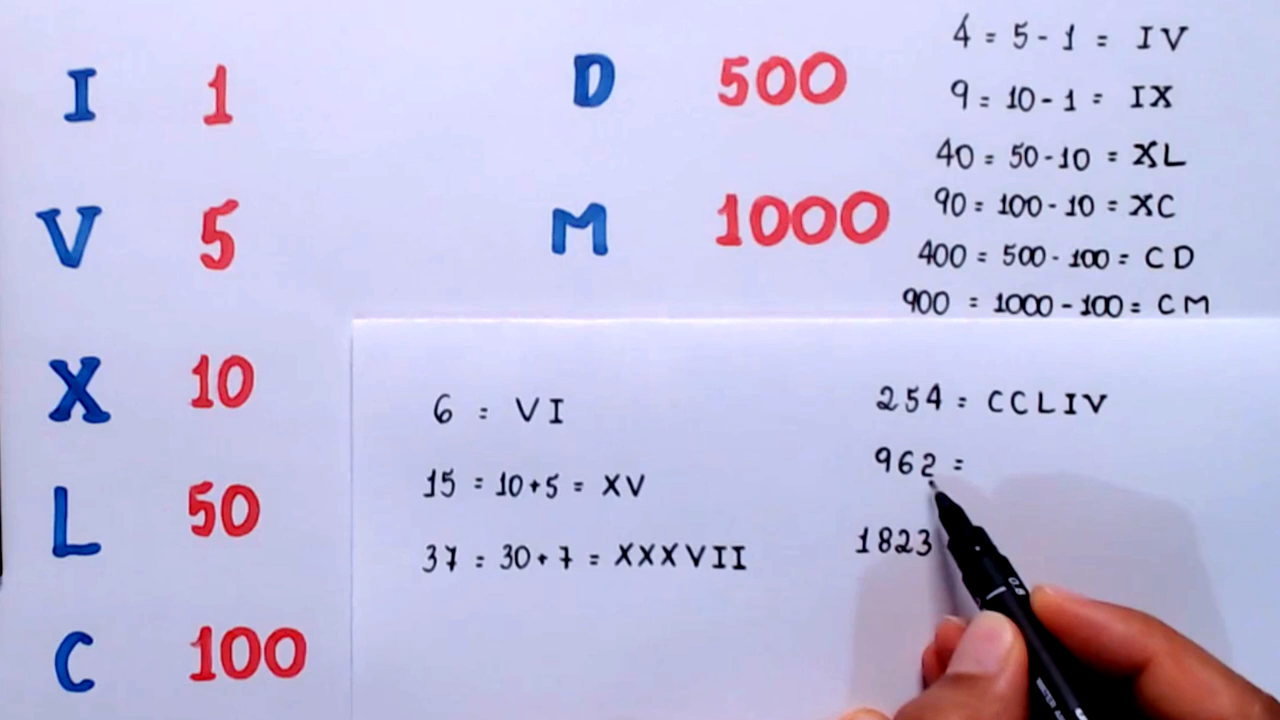 I 1
V 5
X 10
L 50
C 100
D 500
M 1000
4 = 5 - 1 = IV
9 = 10 - 1 = IX
40 = 50 - 10 = XL
90 = 100 - 10 = XC
400 = 500 - 100 = CD
900 = 1000 - 100 = CM
6 = VI
15 = 10 + 5 = XV
37 = 30 + 7 = XXXVII
254 = CCLIV
962 =
1823
0.8